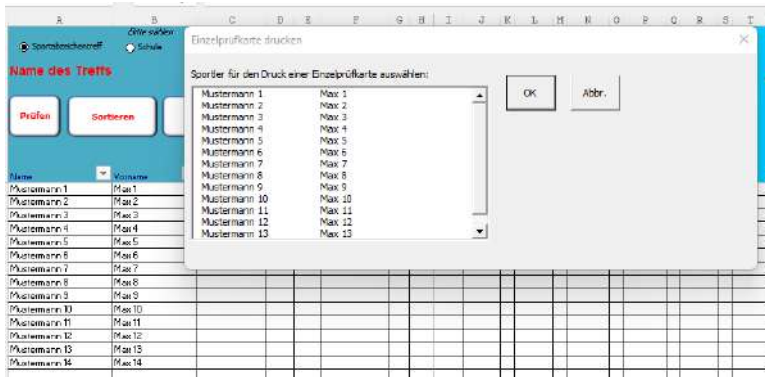 A B C D E F G H I J K L M N O P Q R S T
Bitte wählen
Sportabzeichentreff Schule
Name des Treffs
Prüfen Sortieren
Name Vorname
Mustermann 1 Max 1
Mustermann 2 Max 2
Mustermann 3 Max 3
Mustermann 4 Max 4
Mustermann 5 Max 5
Mustermann 6 Max 6
Mustermann 7 Max 7
Mustermann 8 Max 8
Mustermann 9 Max 9
Mustermann 10 Max 10
Mustermann 11 Max 11
Mustermann 12 Max 12
Mustermann 13 Max 13
Mustermann 14 Max 14
Einzelprüfkarte drucken
Sportler für den Druck einer Einzelprüfkarte auswählen:
Mustermann 1 Max 1
Mustermann 2 Max 2
Mustermann 3 Max 3
Mustermann 4 Max 4
Mustermann 5 Max 5
Mustermann 6 Max 6
Mustermann 7 Max 7
Mustermann 8 Max 8
Mustermann 9 Max 9
Mustermann 10 Max 10
Mustermann 11 Max 11
Mustermann 12 Max 12
Mustermann 13 Max 13
OK Abbr.